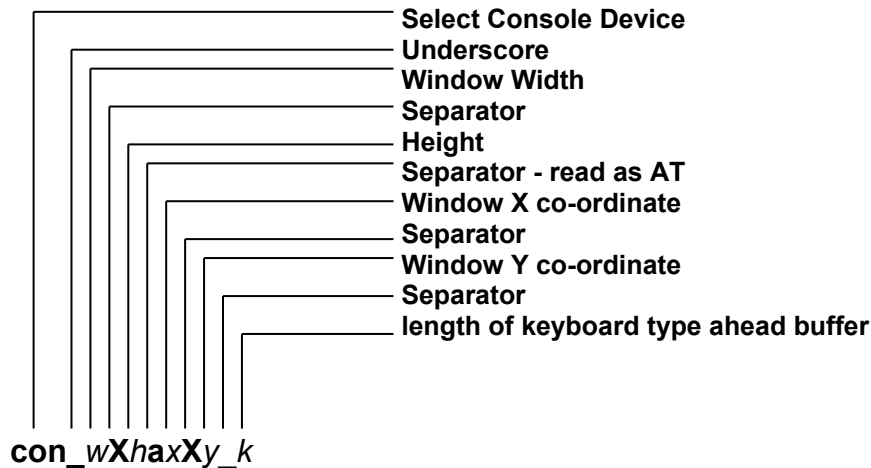 Select Console Device
Underscore
Window Width
Separator
Height
Separator - read as AT
Window X co-ordinate
Separator
Window Y co-ordinate
Separator
length of keyboard type ahead buffer
con_wXhaxXy_k